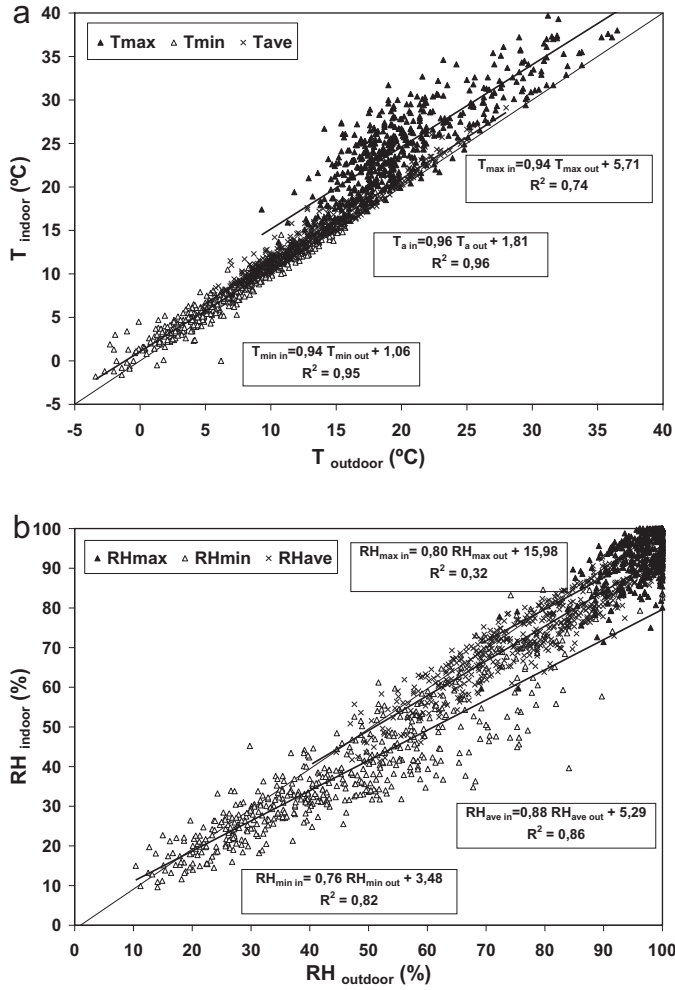 a
40
35
30
25
20
15
10
5
0
-5
T indoor (ºC)
Tmax Tmin Tave
T max in=0,94 T max out + 5,71
R2 = 0,74
T a in=0,96 T a out + 1,81
R2 = 0,96
T min in=0,94 T min out + 1,06
R2 = 0,95
-5 0 5 10 15 20 25 30 35 40
T outdoor (ºC)
b
100
90
80
70
60
50
40
30
20
10
0
RH indoor (%)
RHmax RHmin RHave
RH max in= 0,80 RH max out + 15,98
R2 = 0,32
RH ave in=0,88 RH ave out + 5,29
R2 = 0,86
RH min in= 0,76 RH min out + 3,48
R2 = 0,82
0 10 20 30 40 50 60 70 80 90 100
RH outdoor (%)